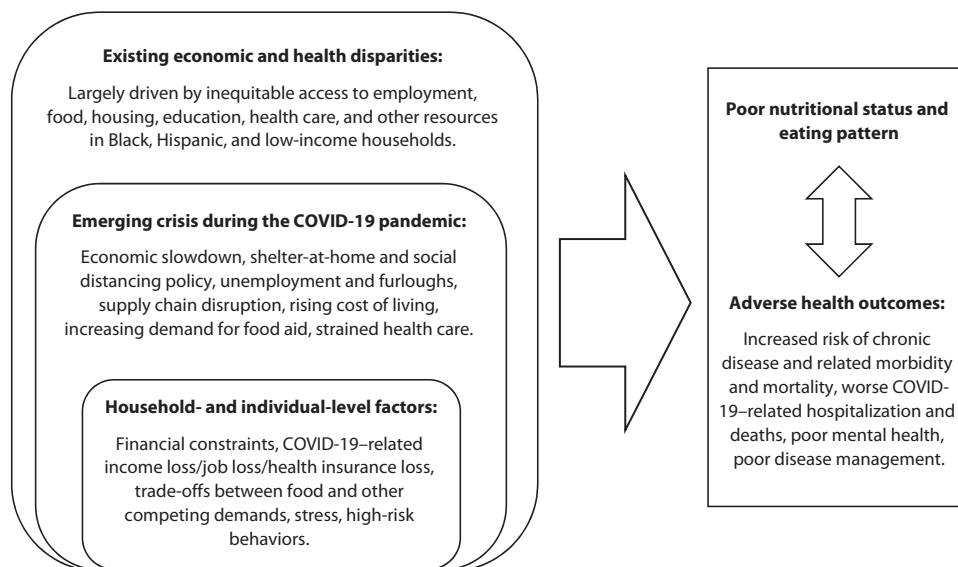 Existing economic and health disparities:
Largely driven by inequitable access to employment,
food, housing, education, health care, and other resources
in Black, Hispanic, and low-income households.
Emerging crisis during the COVID-19 pandemic:
Economic slowdown, shelter-at-home and social
distancing policy, unemployment and furloughs,
supply chain disruption, rising cost of living,
increasing demand for food aid, strained health care.
Household- and individual-level factors:
Financial constraints, COVID-19–related
income loss/job loss/health insurance loss,
trade-offs between food and other
competing demands, stress, high-risk
behaviors.
Poor nutritional status and
eating pattern
Adverse health outcomes:
Increased risk of chronic
disease and related morbidity
and mortality, worse COVID-
19–related hospitalization and
deaths, poor mental health,
poor disease management.